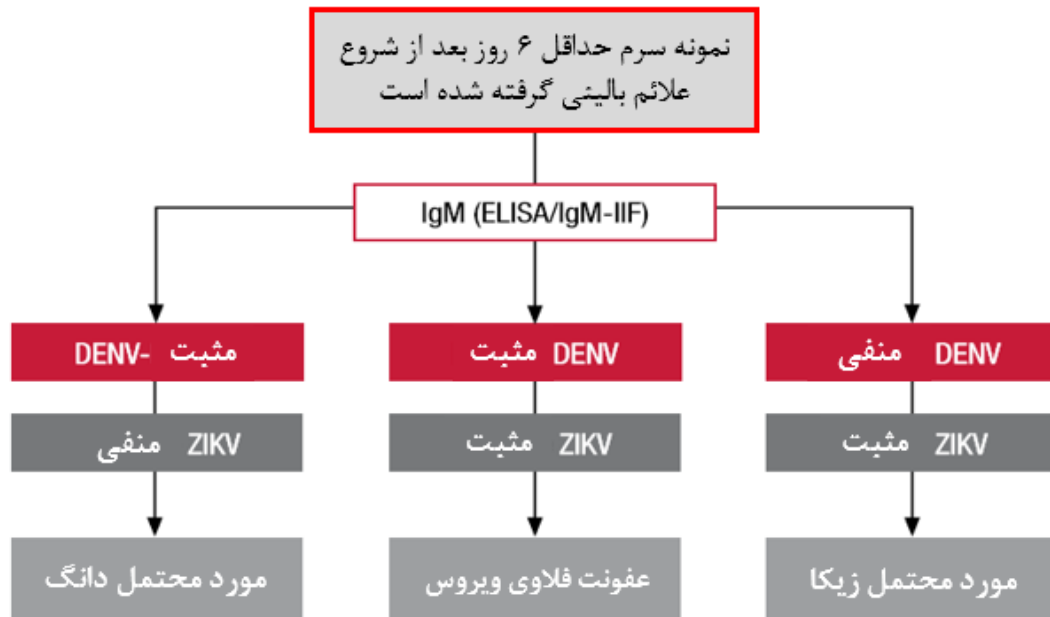 نمونه سرم حداقل ۶ روز بعد از شروع
علائم بالینی گرفته شده است
IgM (ELISA/IgM-IIF)
DENV- مثبت
DENV مثبت
DENV منفی
ZIKV منفی
ZIKV مثبت
ZIKV مثبت
مورد محتمل دانگ
عفونت فلاوی ویروس
مورد محتمل زیکا